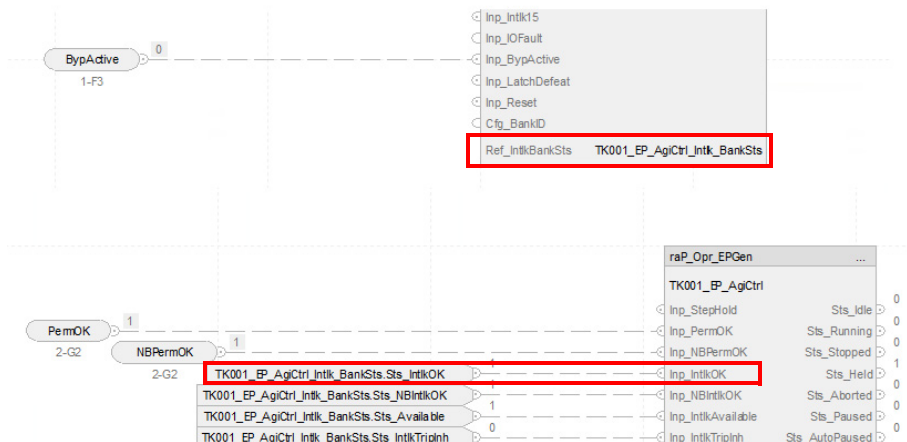 Inp_Intlk15
Inp_IOFault
BypActive 0 Inp_BypActive
1-F3 Inp_LatchDefeat
Inp_Reset
Cfg_BankID
Ref_IntlkBankSts TK001_EP_AgiCtrl_Intlk_BankSts
raP_Opr_EPGen ...
TK001_EP_AgiCtrl
Inp_StepHold Sts_Idle 0
PermOK 1 Inp_PermOK Sts_Running 0
2-G2 NBPermOK 1 Inp_NBPermOK Sts_Stopped 0
2-G2 TK001_EP_AgiCtrl_Intlk_BankSts.Sts_IntlkOK 1 Inp_IntlkOK Sts_Held 1
TK001_EP_AgiCtrl_Intlk_BankSts.Sts_NBIntlkOK 1 Inp_NBIntlkOK Sts_Aborted 0
TK001_EP_AgiCtrl_Intlk_BankSts.Sts_Available 1 Inp_IntlkAvailable Sts_Paused 0
TK001_EP_AgiCtrl_Intlk_BankSts.Sts_IntlkTripInh 0 Inp_IntlkTripInh Sts_AutoPaused 0